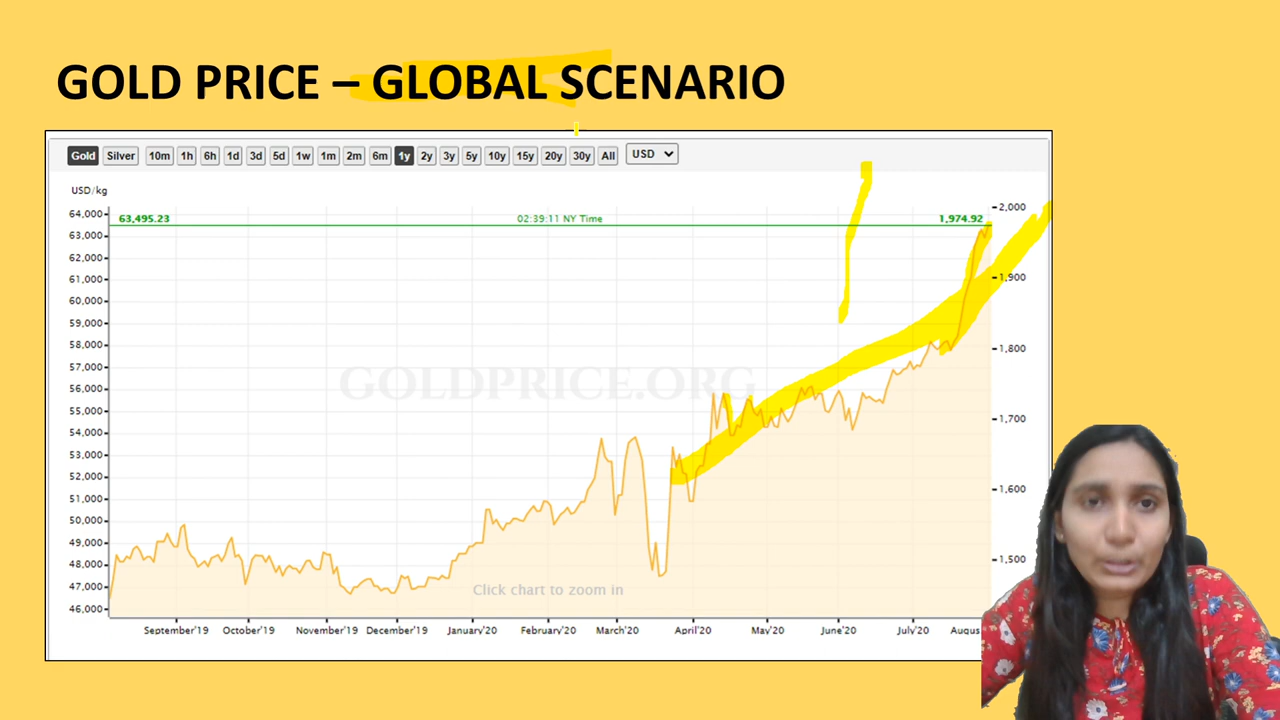 GOLD PRICE – GLOBAL SCENARIO
Gold Silver 10m 1h 6h 1d 3d 5d 1w 1m 2m 6m 1y 2y 3y 5y 10y 15y 20y 30y All USD
USD/kg
64,000 63,495.23 02:39:11 NY Time 1,974.92 2,000
63,000
62,000
61,000 1,900
60,000
59,000
58,000 1,800
57,000
GOLDPRICE.ORG
56,000
55,000 1,700
54,000
53,000
52,000
51,000 1,600
50,000
49,000
48,000 1,500
47,000
Click chart to zoom in
46,000
September'19 October'19 November'19 December'19 January'20 February'20 March'20 April'20 May'20 June'20 July'20 Augus